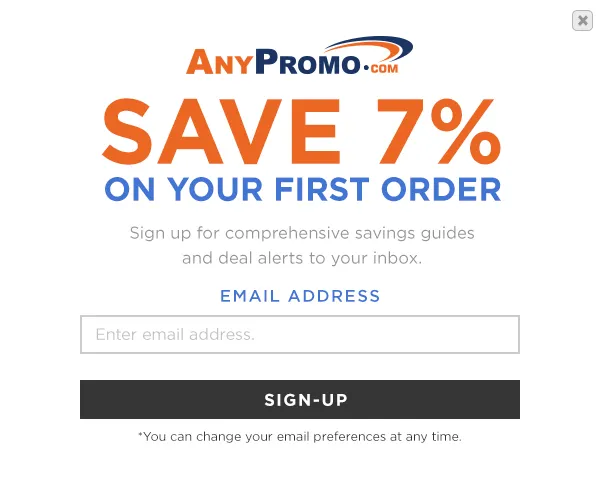 ANYPROMO.COM
SAVE 7%
ON YOUR FIRST ORDER
Sign up for comprehensive savings guides
and deal alerts to your inbox.
EMAIL ADDRESS
Enter email address.
SIGN-UP
*You can change your email preferences at any time.